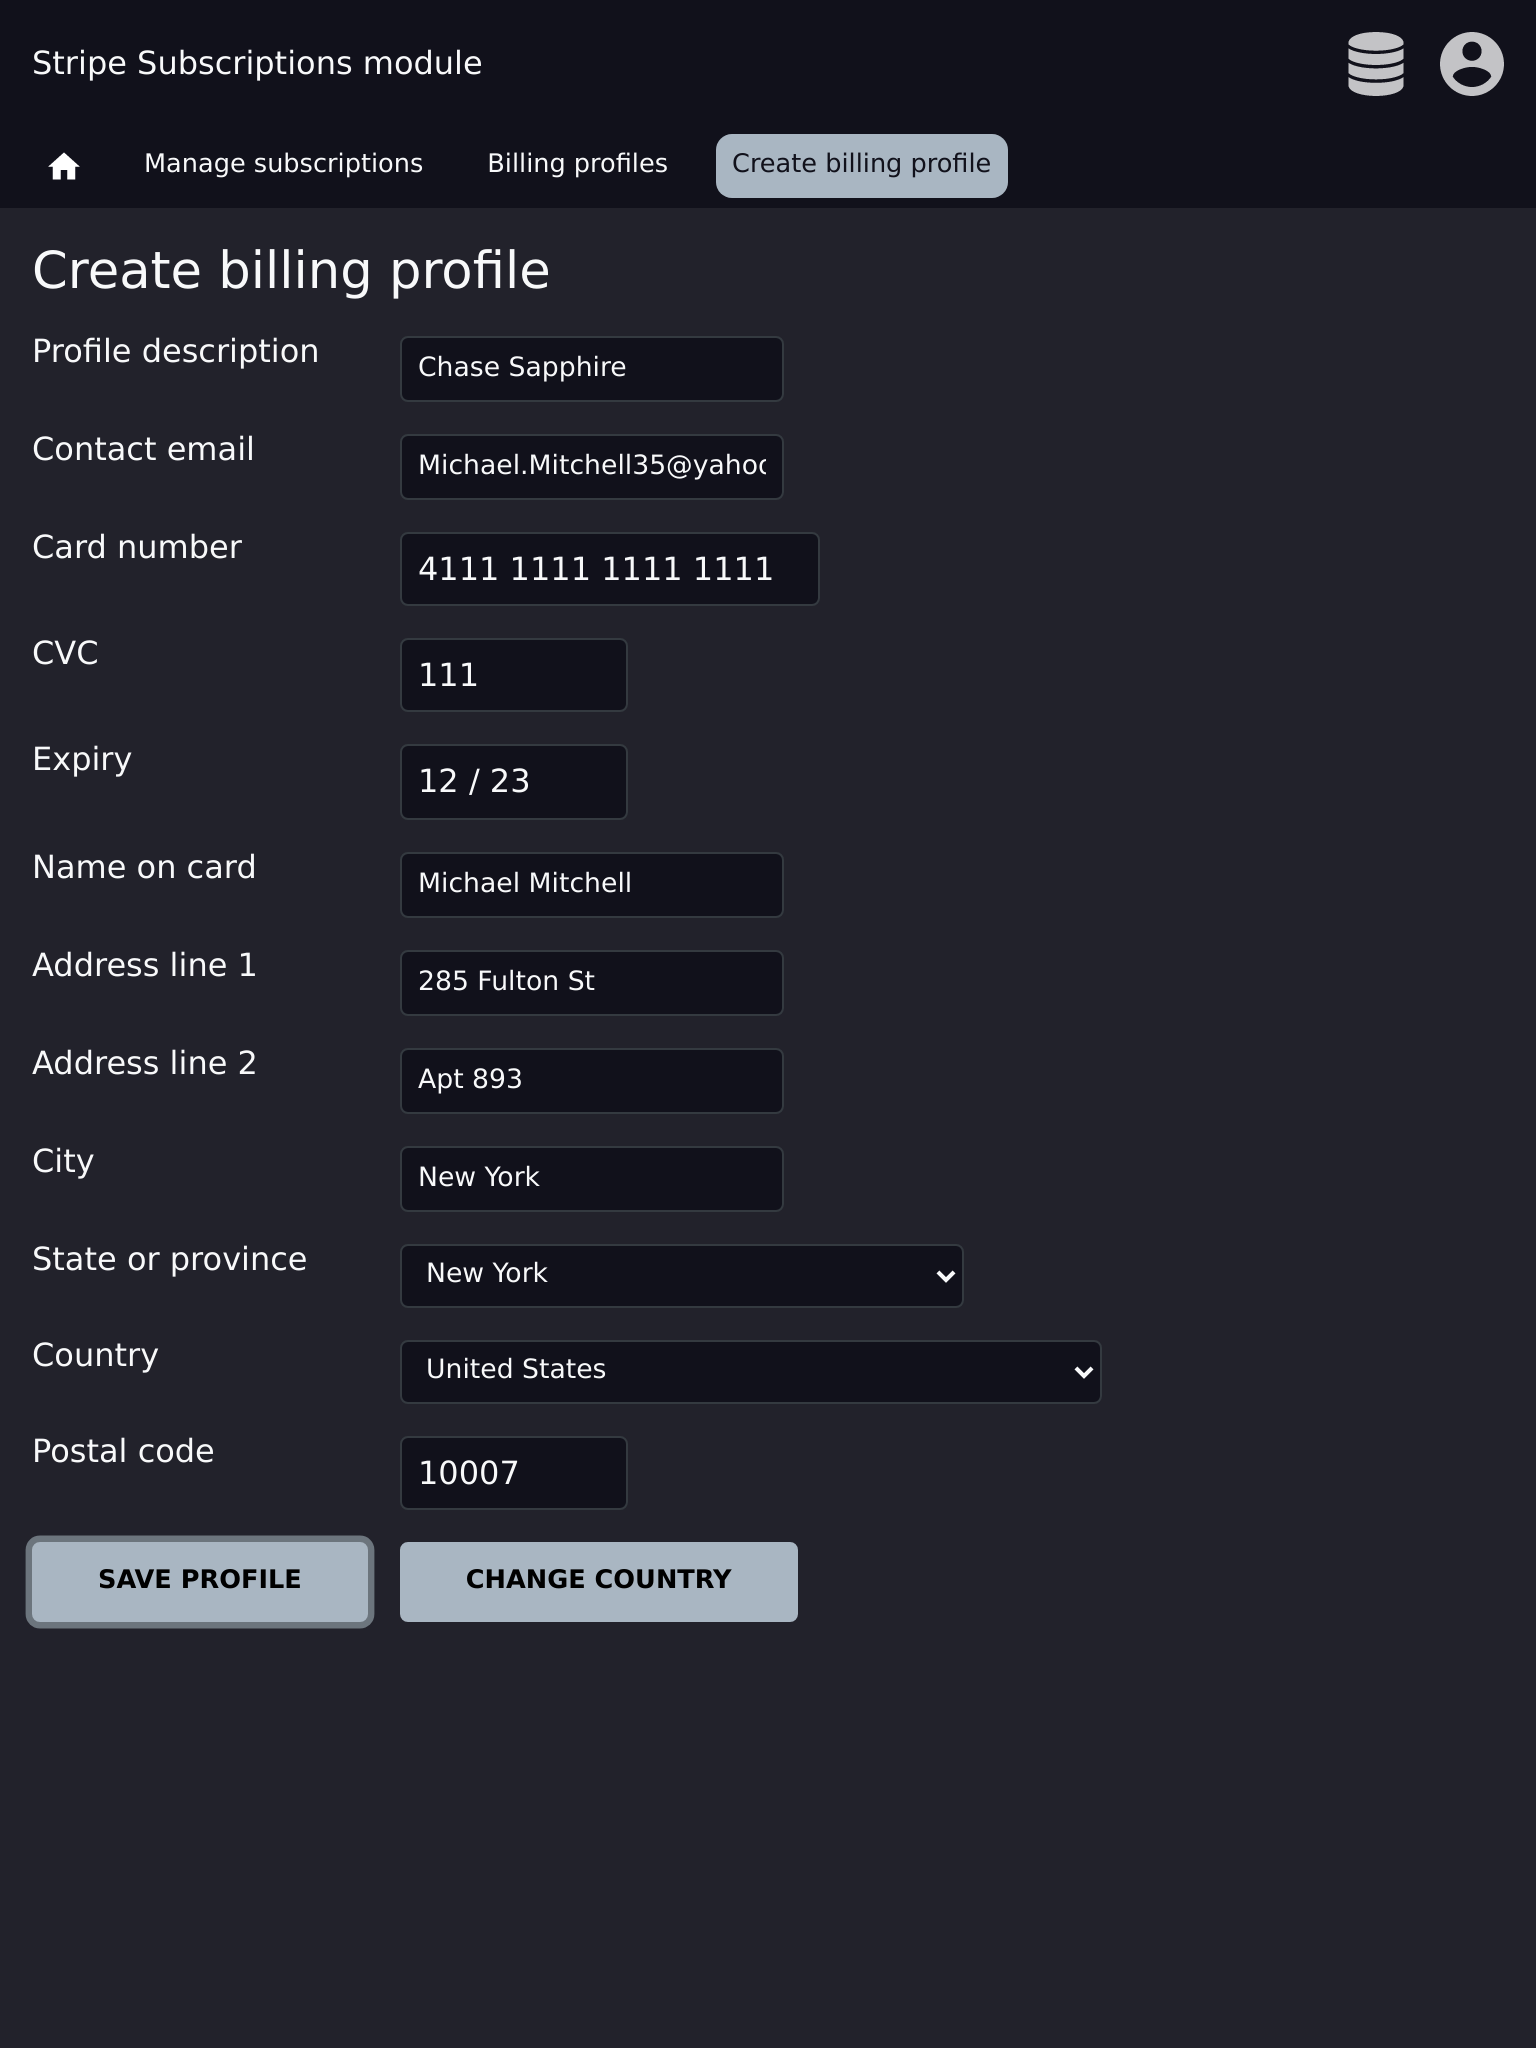 Stripe Subscriptions module
Manage subscriptions Billing profiles Create billing profile
Create billing profile
Profile description Chase Sapphire
Contact email Michael.Mitchell35@yahoo
Card number 4111 1111 1111 1111
CVC 111
Expiry 12 / 23
Name on card Michael Mitchell
Address line 1 285 Fulton St
Address line 2 Apt 893
City New York
State or province New York
Country United States
Postal code 10007
SAVE PROFILE CHANGE COUNTRY